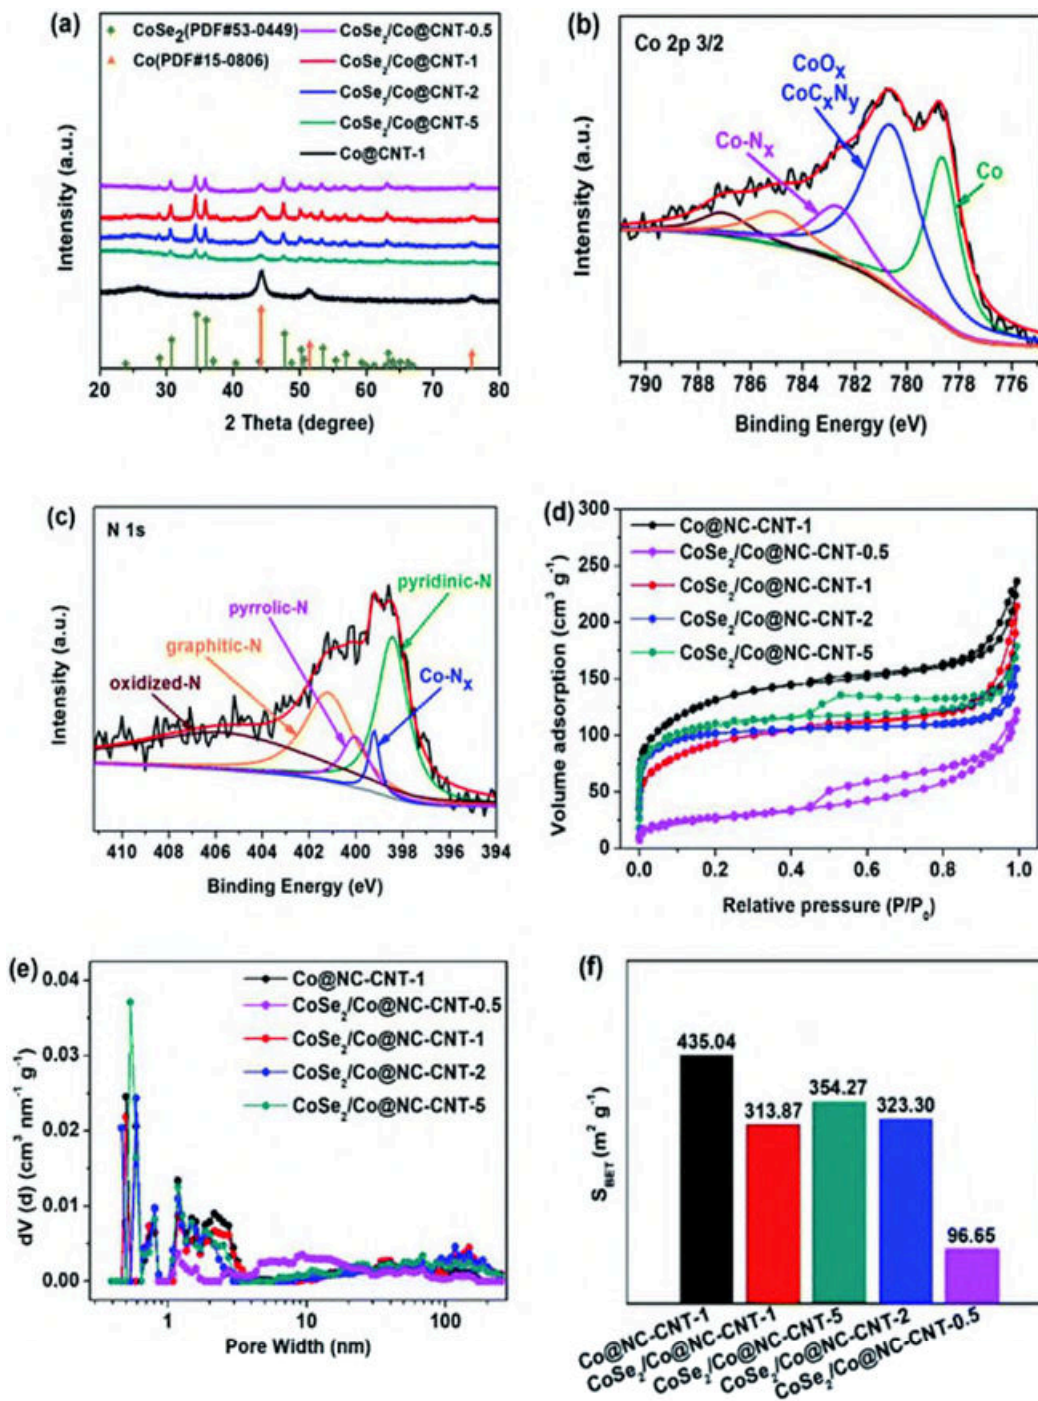 (a)
CoSe₂(PDF#53-0449)
Co(PDF#15-0806)
CoSe₂/Co@CNT-0.5
CoSe₂/Co@CNT-1
CoSe₂/Co@CNT-2
CoSe₂/Co@CNT-5
Co@CNT-1
Intensity (a.u.)
20 30 40 50 60 70 80
2 Theta (degree)
(b)
Co 2p 3/2
CoOₓ
CoCₓNᵧ
Co-Nₓ
Co
Intensity (a.u.)
790 788 786 784 782 780 778 776
Binding Energy (eV)
(c)
N 1s
pyridinic-N
pyrrolic-N
graphitic-N
Co-Nₓ
oxidized-N
Intensity (a.u.)
410 408 406 404 402 400 398 396 394
Binding Energy (eV)
(d)
Co@NC-CNT-1
CoSe₂/Co@NC-CNT-0.5
CoSe₂/Co@NC-CNT-1
CoSe₂/Co@NC-CNT-2
CoSe₂/Co@NC-CNT-5
Volume adsorption (cm³ g⁻¹)
300
250
200
150
100
50
0
0.0 0.2 0.4 0.6 0.8 1.0
Relative pressure (P/P₀)
(e)
Co@NC-CNT-1
CoSe₂/Co@NC-CNT-0.5
CoSe₂/Co@NC-CNT-1
CoSe₂/Co@NC-CNT-2
CoSe₂/Co@NC-CNT-5
dV (d) (cm³ nm⁻¹ g⁻¹)
0.04
0.03
0.02
0.01
0.00
1 10 100
Pore Width (nm)
(f)
S_BET (m² g⁻¹)
435.04
313.87
354.27
323.30
96.65
Co@NC-CNT-1
CoSe₂/Co@NC-CNT-1
CoSe₂/Co@NC-CNT-5
CoSe₂/Co@NC-CNT-2
CoSe₂/Co@NC-CNT-0.5